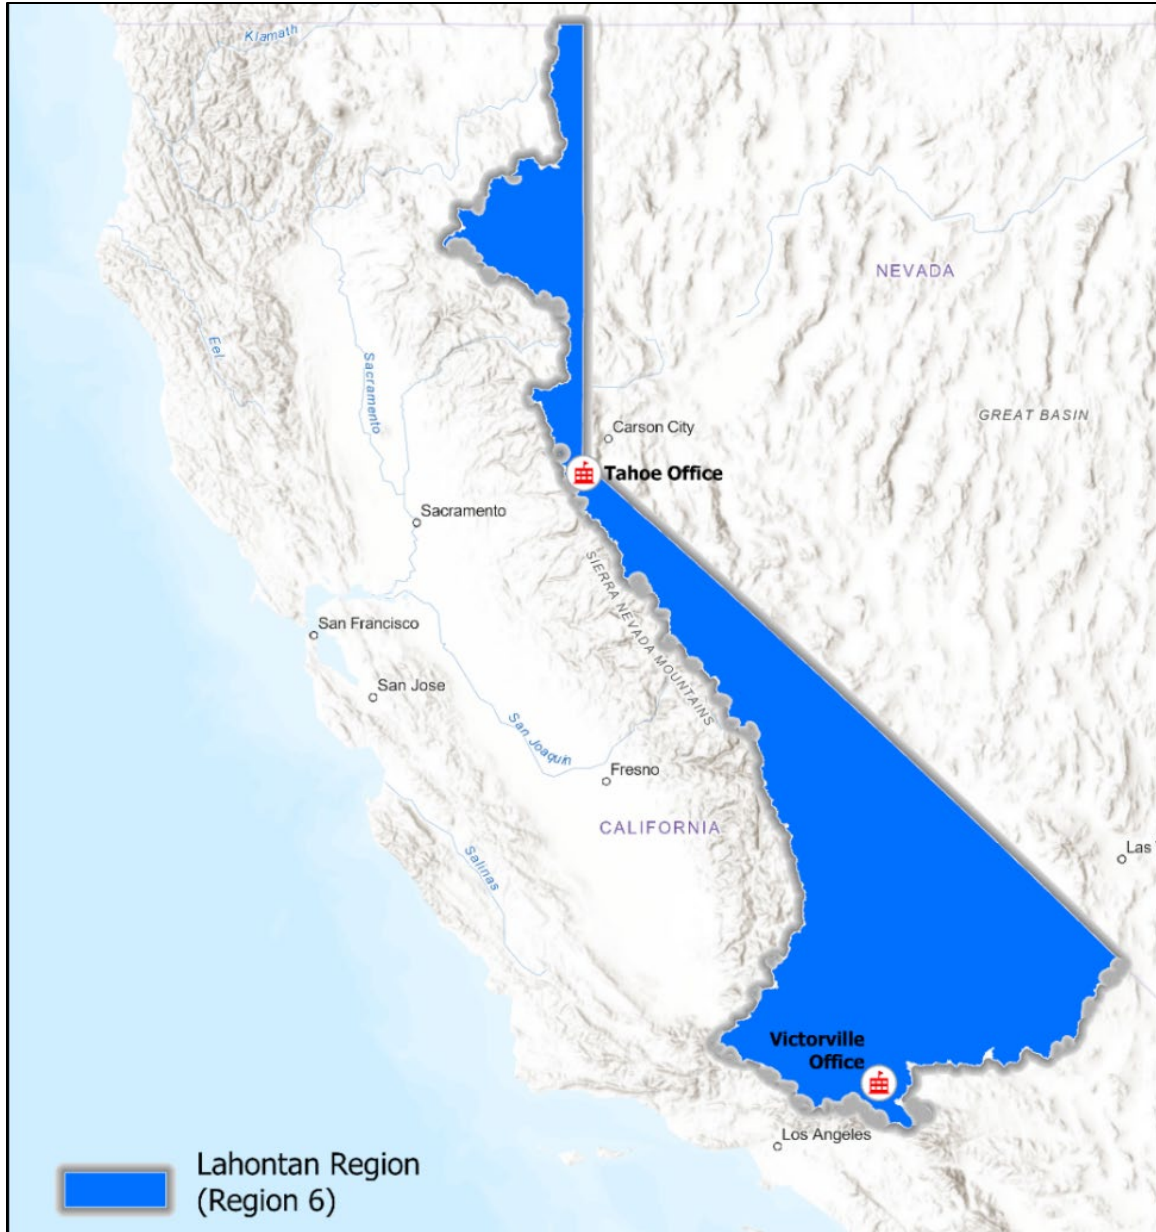 Klamath
NEVADA
Eel
Sacramento
GREAT BASIN
Carson City
Tahoe Office
Sacramento
SIERRA NEVADA MOUNTAINS
San Francisco
San Jose
San Joaquin
Fresno
CALIFORNIA
Las
Salinas
Victorville
Office
Los Angeles
Lahontan Region
(Region 6)